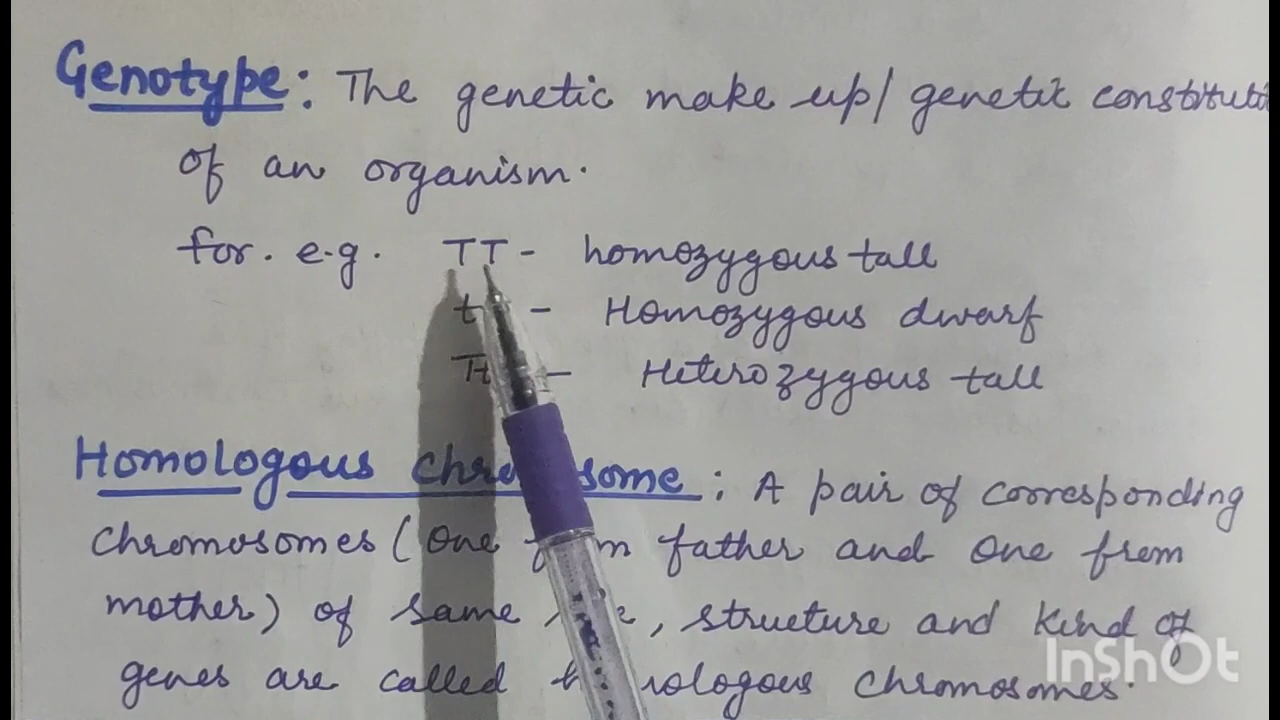 Genotype: The genetic make up/ genetic constituti
of an organism.
for. e.g. TT - homozygous tall
t - Homozygous dwarf
- Heterozygous tall
Homologous some : A pair of corresponding
chromosomes (one father and one from
mother) of same , structure and kind of
genes are called chromosomes.
InShOt